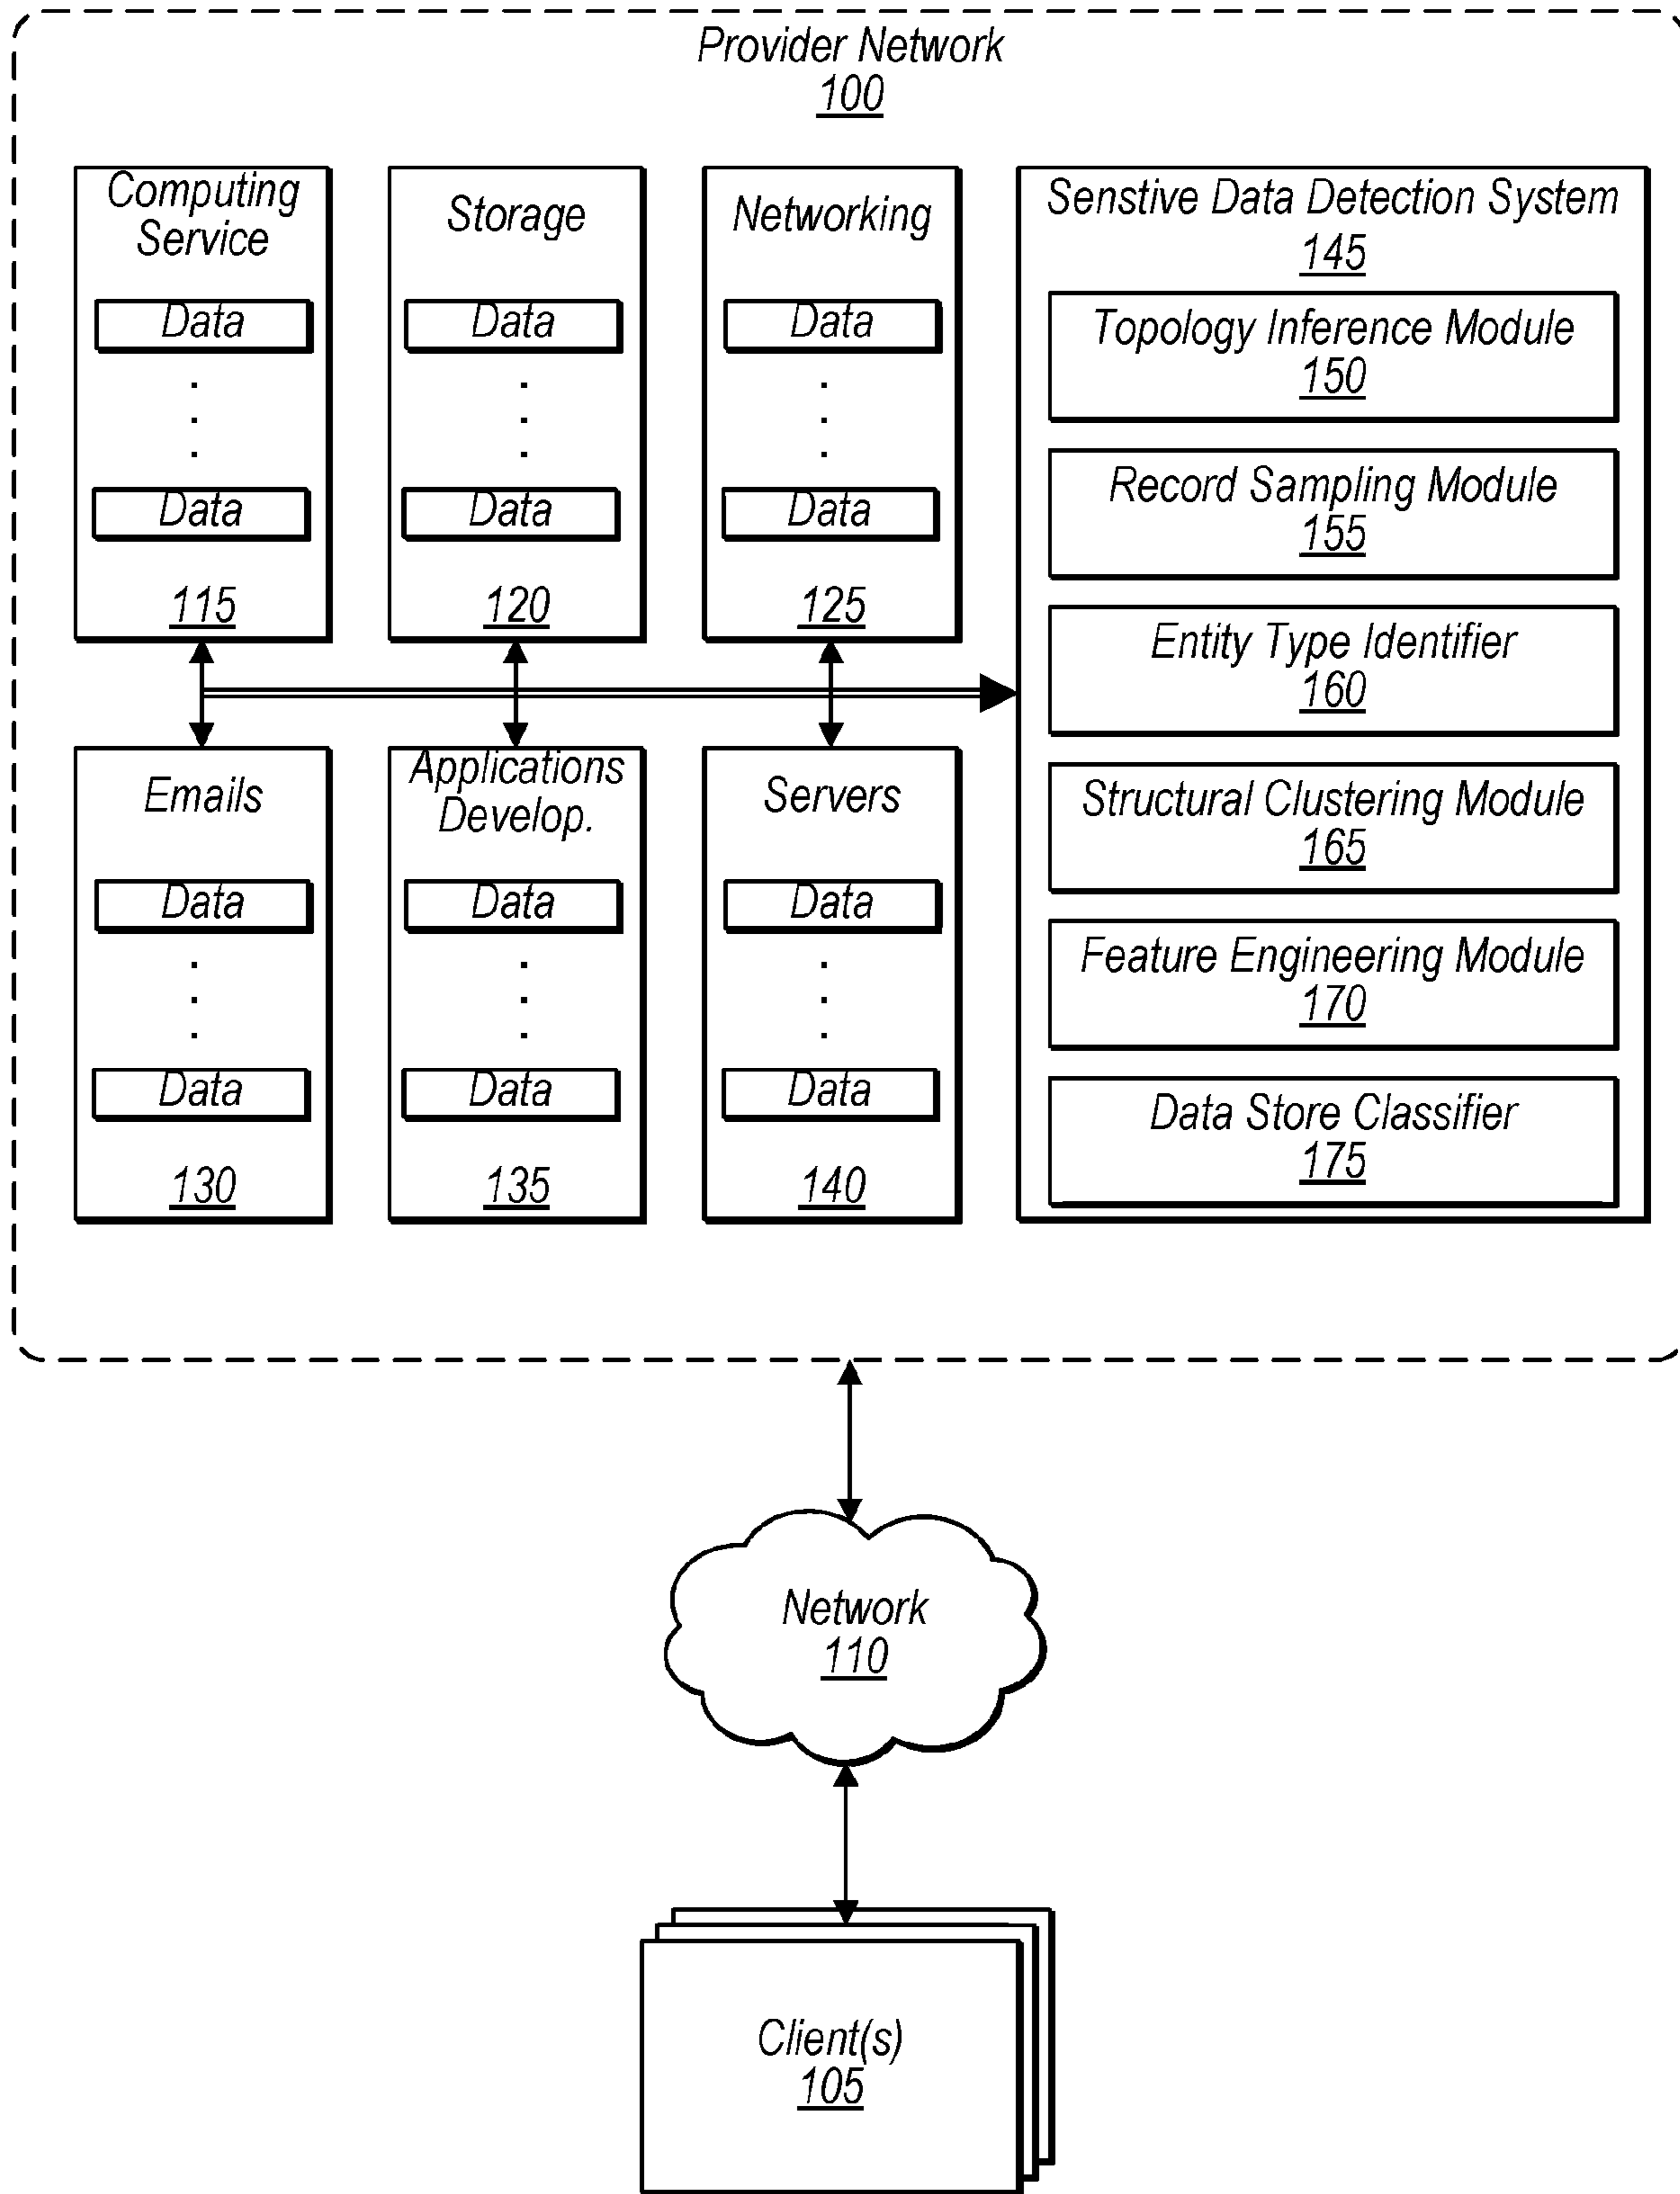 Provider Network
100
Computing
Service
Data
.
.
.
Data
115
Storage
Data
.
.
.
Data
120
Networking
Data
.
.
.
Data
125
Emails
Data
.
.
.
Data
130
Applications
Develop.
Data
.
.
.
Data
135
Servers
Data
.
.
.
Data
140
Senstive Data Detection System
145
Topology Inference Module
150
Record Sampling Module
155
Entity Type Identifier
160
Structural Clustering Module
165
Feature Engineering Module
170
Data Store Classifier
175
Network
110
Client(s)
105